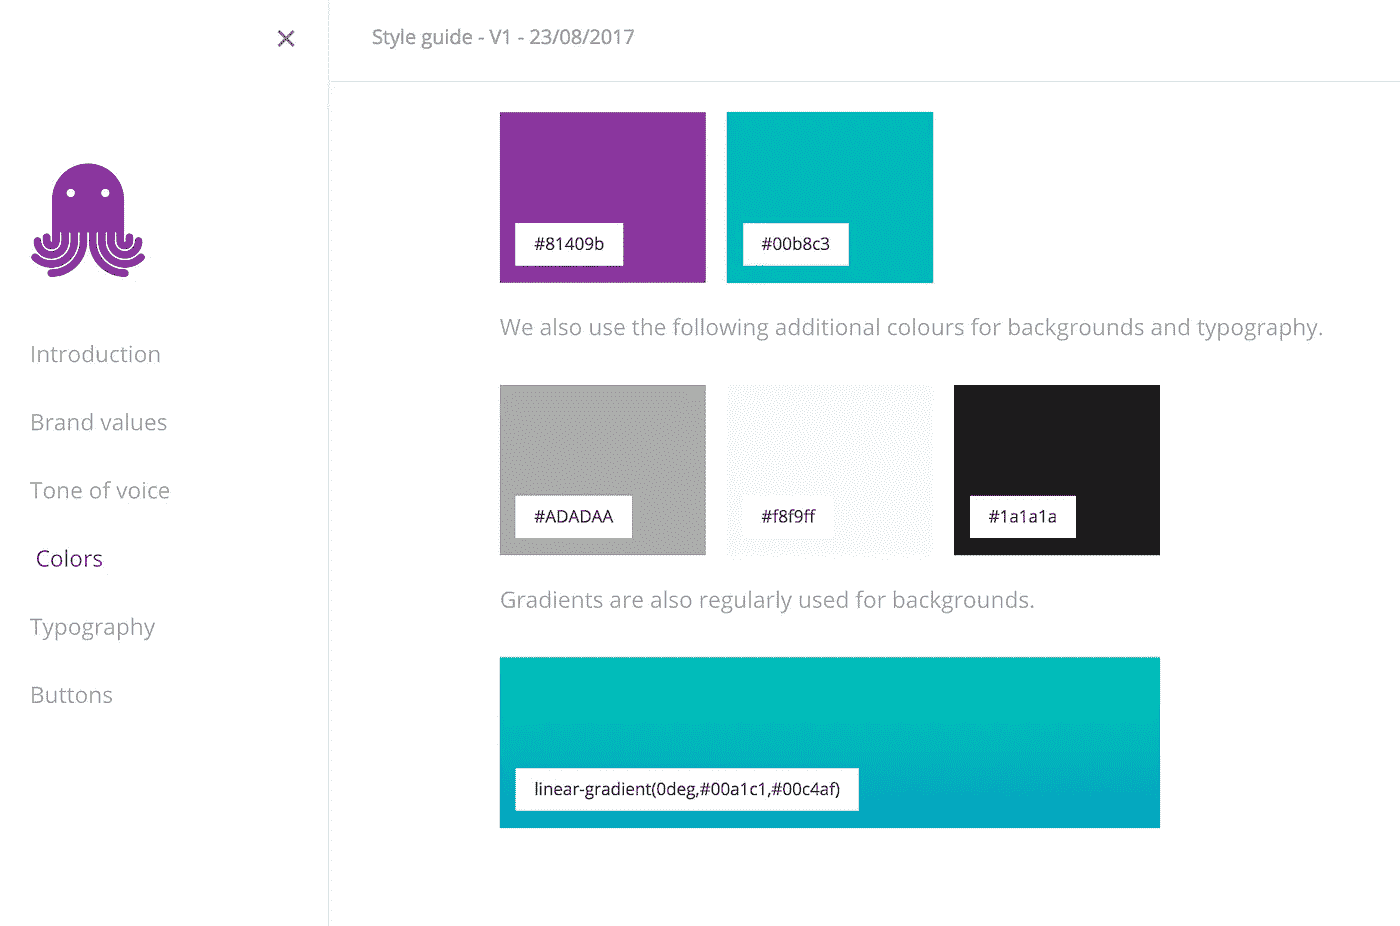 Style guide - V1 - 23/08/2017
Introduction
Brand values
Tone of voice
Colors
Typography
Buttons
#81409b
#00b8c3
We also use the following additional colours for backgrounds and typography.
#ADADAA
#f8f9ff
#1a1a1a
Gradients are also regularly used for backgrounds.
linear-gradient(0deg,#00a1c1,#00c4af)